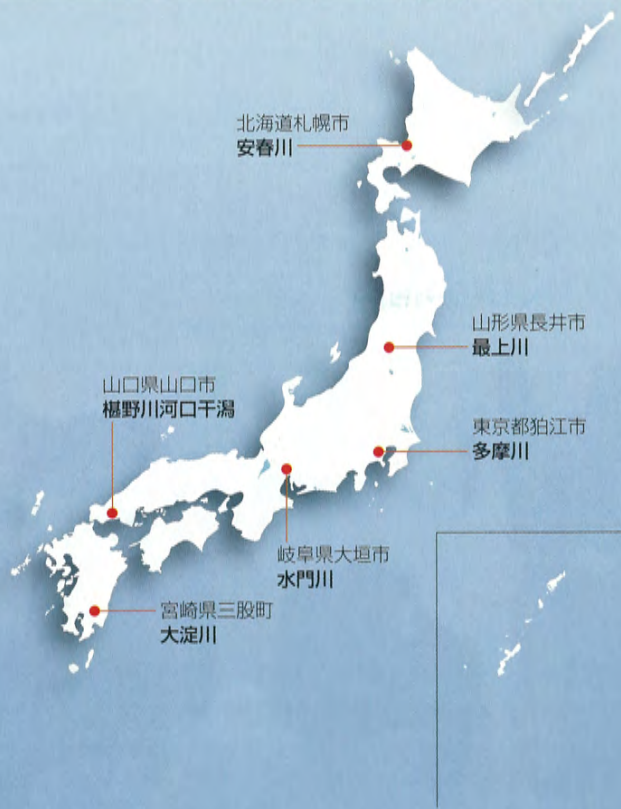 北海道札幌市
安春川
山形県長井市
最上川
山口県山口市
椹野川河口干潟
東京都狛江市
多摩川
岐阜県大垣市
水門川
宮崎県三股町
大淀川